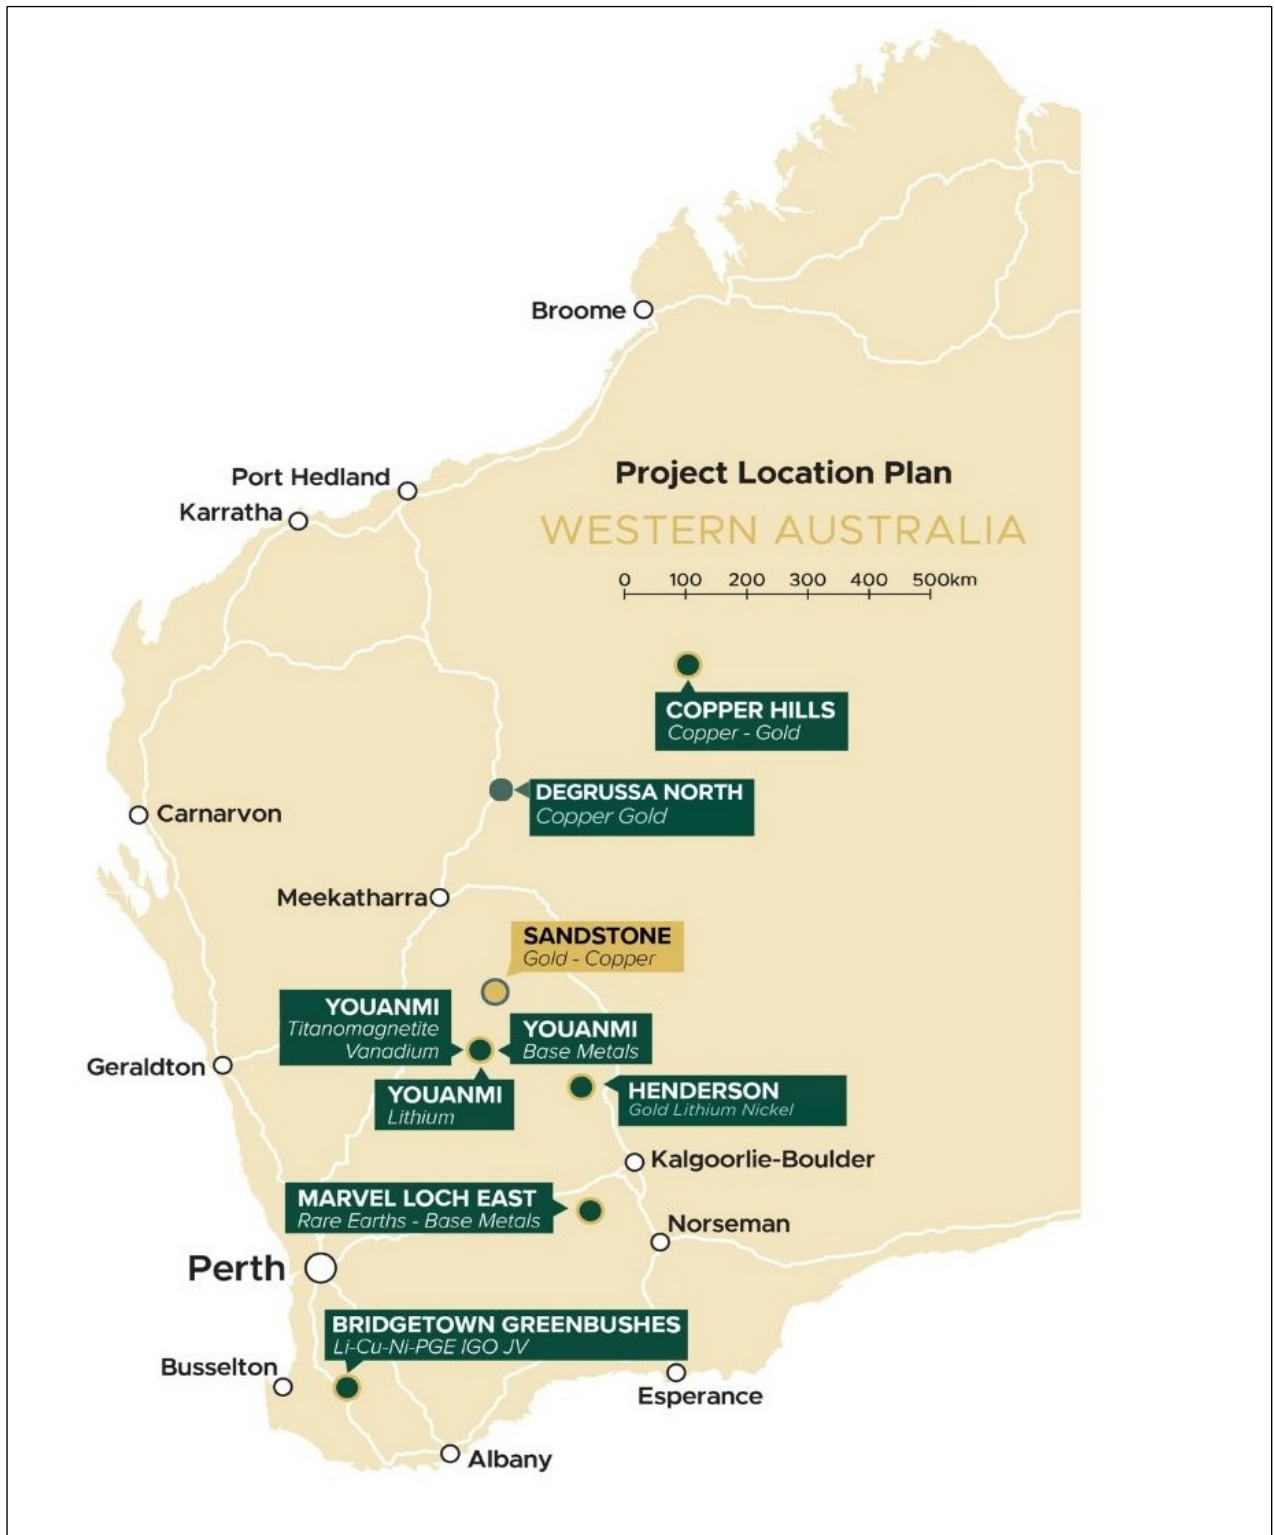 Broome
Port Hedland
Karratha
Project Location Plan
WESTERN AUSTRALIA
0 100 200 300 400 500km
COPPER HILLS
Copper - Gold
DEGRUSSA NORTH
Copper Gold
Carnarvon
Meekatharra
SANDSTONE
Gold - Copper
YOUANMI
Titanomagnetite
Vanadium
YOUANMI
Base Metals
Geraldton
YOUANMI
Lithium
HENDERSON
Gold Lithium Nickel
Kalgoorlie-Boulder
MARVEL LOCH EAST
Rare Earths - Base Metals
Norseman
Perth
BRIDGETOWN GREENBUSHES
Li-Cu-Ni-PGE IGO JV
Busselton
Esperance
Albany